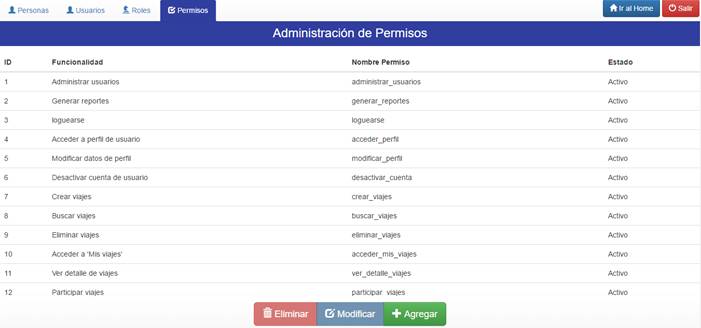 Personas Usuarios Roles Permisos Ir al Home Salir
Administración de Permisos
ID Funcionalidad Nombre Permiso Estado
1 Administrar usuarios administrar_usuarios Activo
2 Generar reportes generar_reportes Activo
3 loguearse loguearse Activo
4 Acceder a perfil de usuario acceder_perfil Activo
5 Modificar datos de perfil modificar_perfil Activo
6 Desactivar cuenta de usuario desactivar_cuenta Activo
7 Crear viajes crear_viajes Activo
8 Buscar viajes buscar_viajes Activo
9 Eliminar viajes eliminar_viajes Activo
10 Acceder a 'Mis viajes' acceder_mis_viajes Activo
11 Ver detalle de viajes ver_detalle_viajes Activo
12 Participar viajes participar_viajes Activo
Eliminar Modificar Agregar